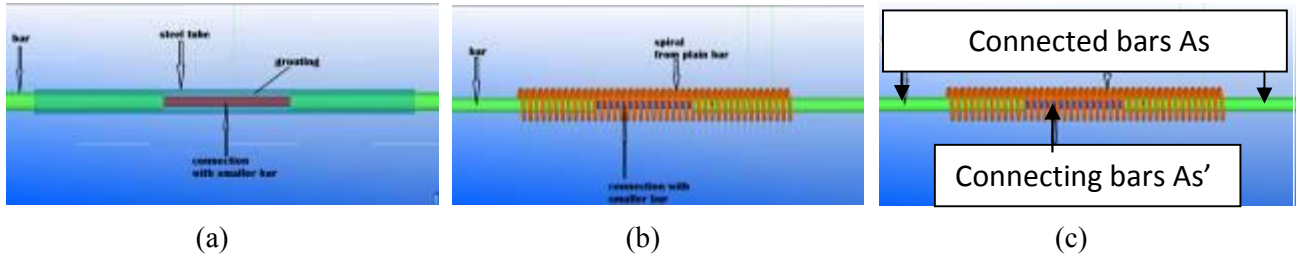 bar
steel tube
grouting
connection
with smaller bar
(a)
bar
spiral
from plain bar
connection with
smaller bar
(b)
Connected bars As
Connecting bars As’
(c)